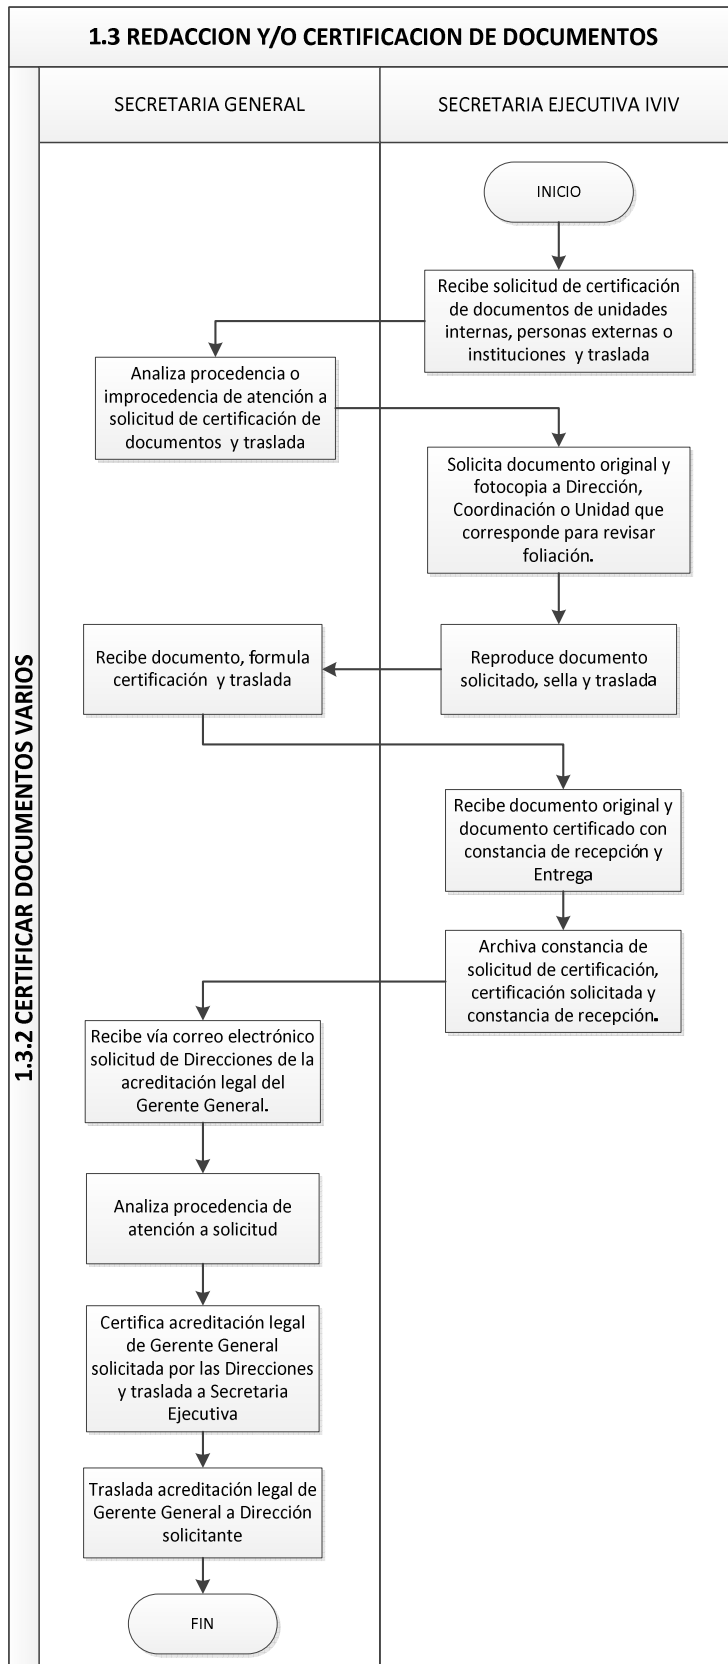 1.3 REDACCION Y/O CERTIFICACION DE DOCUMENTOS
SECRETARIA GENERAL
SECRETARIA EJECUTIVA IVIV
1.3.2 CERTIFICAR DOCUMENTOS VARIOS
INICIO
Recibe solicitud de certificación
de documentos de unidades
internas, personas externas o
instituciones y traslada
Analiza procedencia o
improcedencia de atención a
solicitud de certificación de
documentos y traslada
Solicita documento original y
fotocopia a Dirección,
Coordinación o Unidad que
corresponde para revisar
foliación.
Reproduce documento
solicitado, sella y traslada
Recibe documento, formula
certificación y traslada
Recibe documento original y
documento certificado con
constancia de recepción y
Entrega
Archiva constancia de
solicitud de certificación,
certificación solicitada y
constancia de recepción.
Recibe vía correo electrónico
solicitud de Direcciones de la
acreditación legal del
Gerente General.
Analiza procedencia de
atención a solicitud
Certifica acreditación legal
de Gerente General
solicitada por las Direcciones
y traslada a Secretaria
Ejecutiva
Traslada acreditación legal de
Gerente General a Dirección
solicitante
FIN